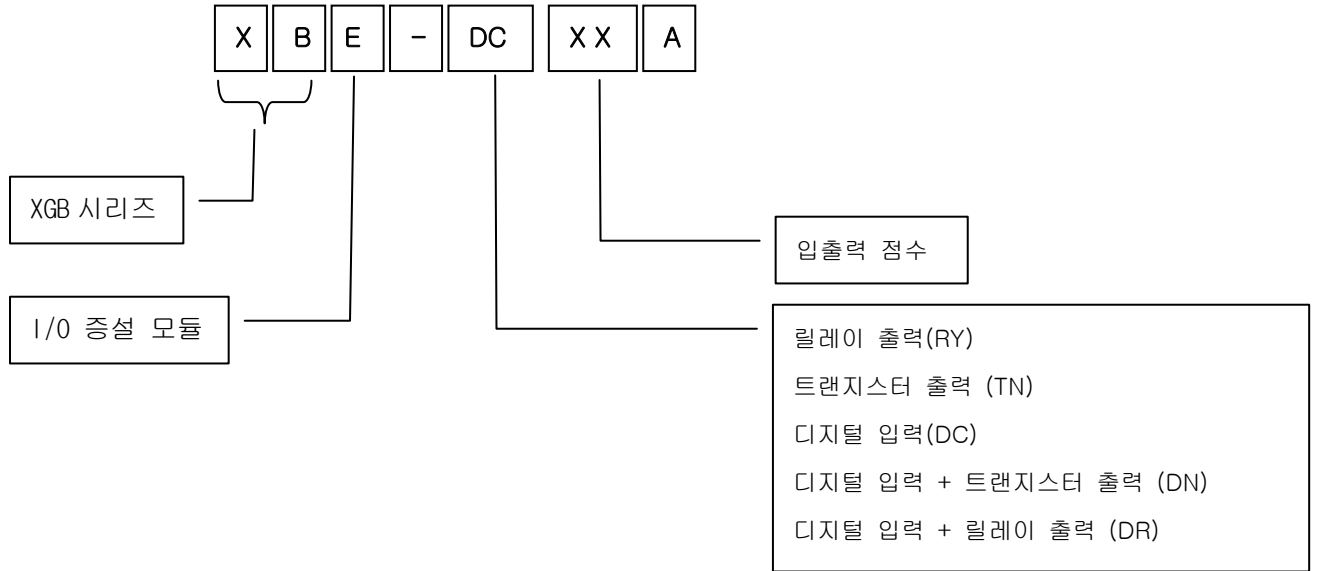 X B E - DC XX A
XGB 시리즈
입출력 점수
I/O 증설 모듈
릴레이 출력(RY)
트랜지스터 출력 (TN)
디지털 입력(DC)
디지털 입력 + 트랜지스터 출력 (DN)
디지털 입력 + 릴레이 출력 (DR)